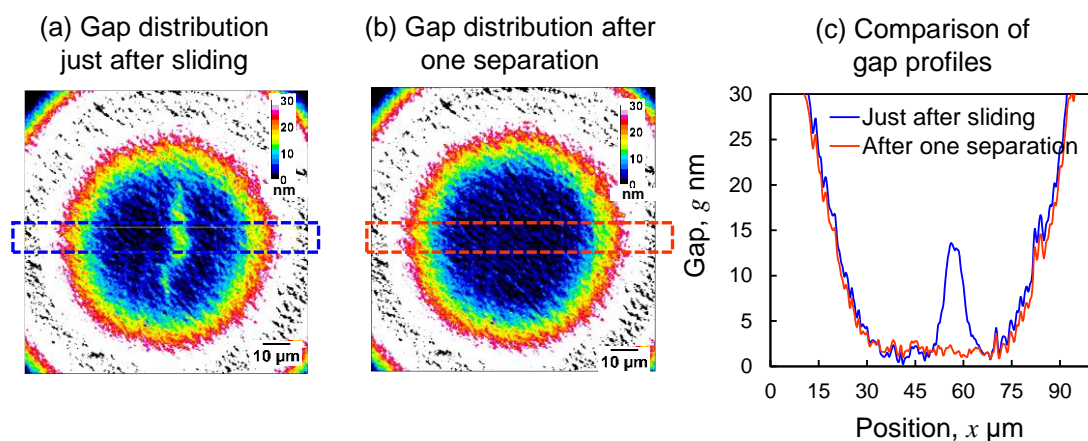 (a) Gap distribution
just after sliding
(b) Gap distribution after
one separation
(c) Comparison of
gap profiles
30
20
10
0
nm
10 µm
30
20
10
0
nm
10 µm
Just after sliding
After one separation
Gap, g nm
30
25
20
15
10
5
0
0 15 30 45 60 75 90
Position, x µm